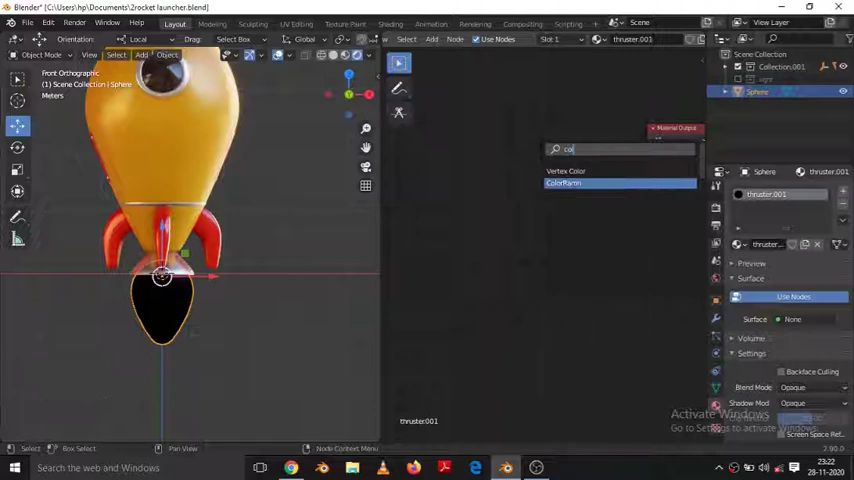 Blender* [C:\Users\hp\Documents\2rocket launcher.blend]
File Edit Render Window Help Layout Modeling Sculpting UV Editing Texture Paint Shading Animation Rendering Compositing Scripting Scene View Layer
Orientation: Local Drag: Select Box Global View Select Add Node Use Nodes Slot 1 thruster.001
Object Mode View Select Add Object
Front Orthographic
(1) Scene Collection | Sphere
Meters
Scene Collection
Collection.001
Sphere
Material Output
col
Vertex Color
ColorRamp
Sphere thruster.001
thruster.001
thruster...
Preview
Surface
Use Nodes
Surface None
Volume
Settings
Backface Culling
Blend Mode Opaque
Shadow Mod Opaque
Screen Space Ref...
thruster.001
Activate Windows
Go to Settings to activate Windows.
Select Box Select Pan View Node Context Menu 2.90.0
Search the web and Windows
23:22
28-11-2020